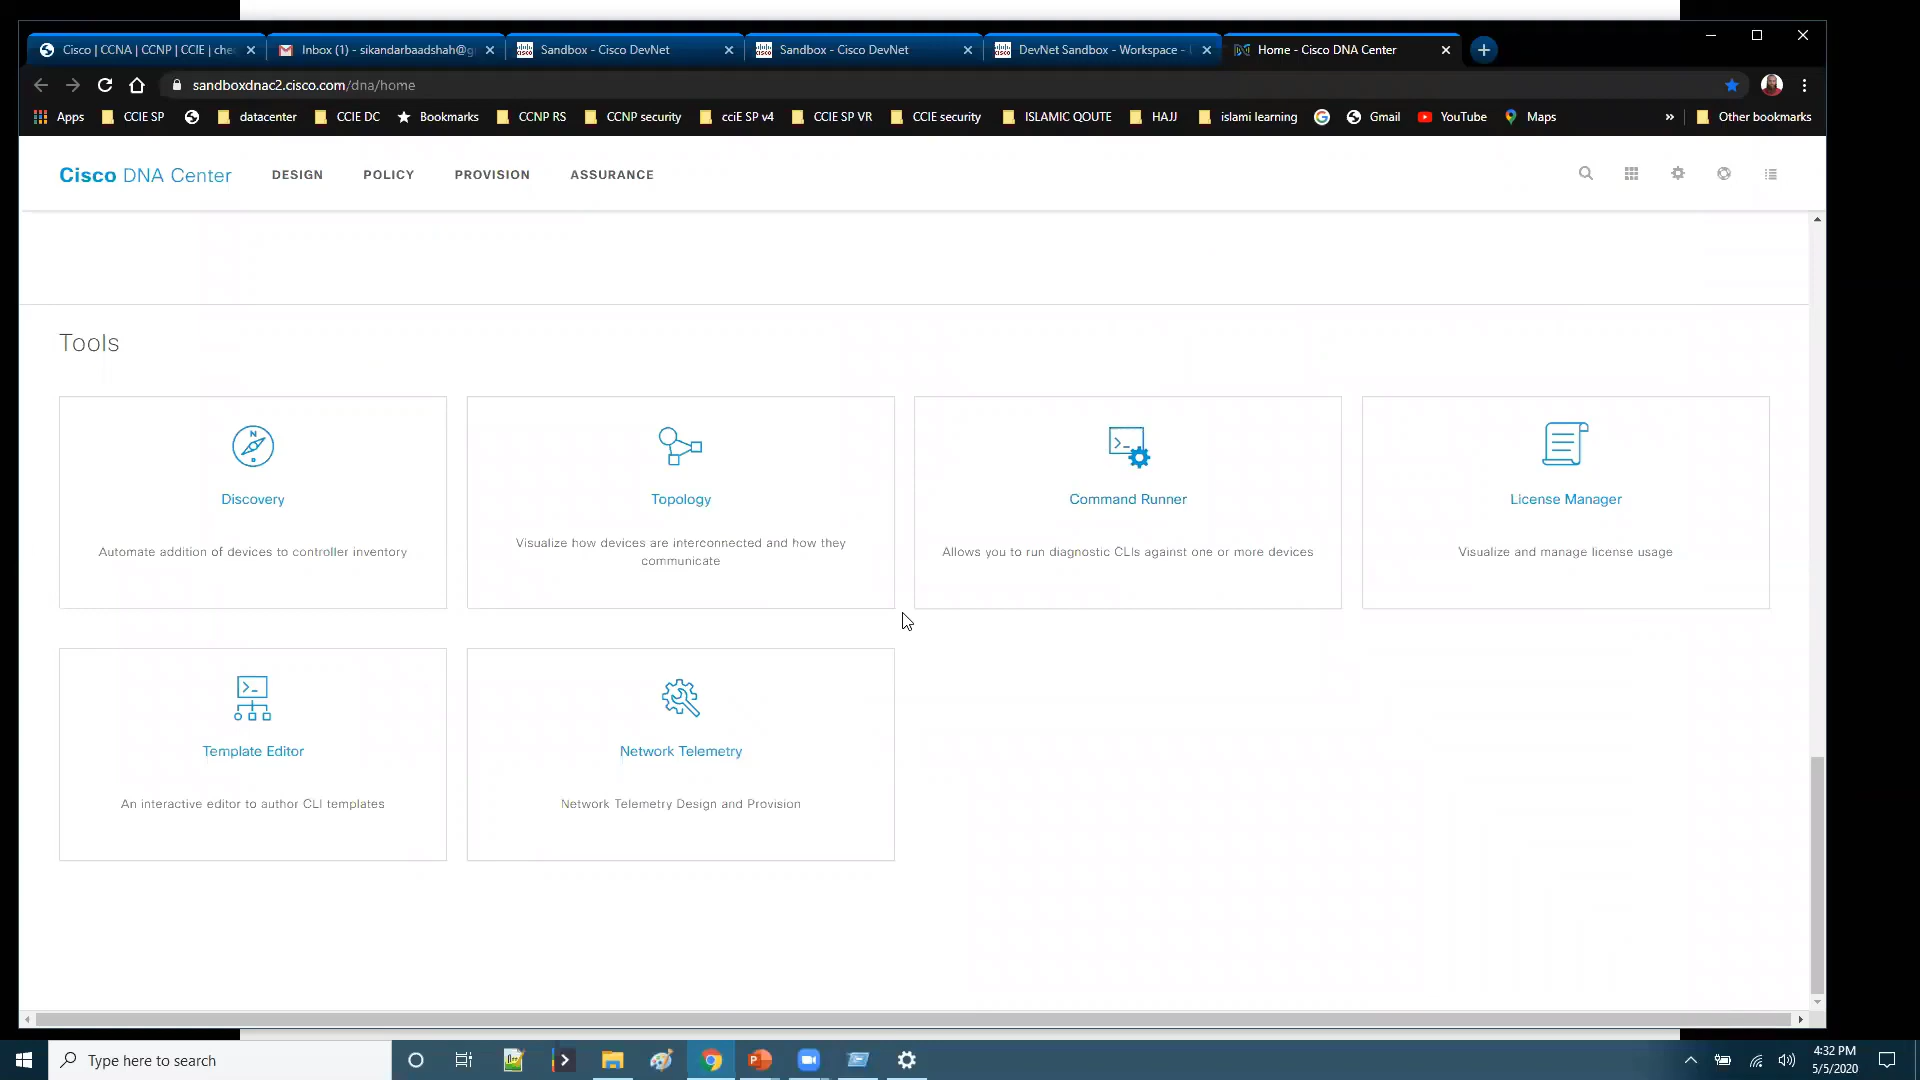 Cisco | CCNA | CCNP | CCIE | che
Inbox (1) - sikandarbaadshah@g
Sandbox - Cisco DevNet
Sandbox - Cisco DevNet
DevNet Sandbox - Workspace -
Home - Cisco DNA Center
sandboxdnac2.cisco.com/dna/home
Apps
CCIE SP
datacenter
CCIE DC
Bookmarks
CCNP RS
CCNP security
cciE SP v4
CCIE SP VR
CCIE security
ISLAMIC QOUTE
HAJJ
islami learning
Gmail
YouTube
Maps
»
Other bookmarks
Cisco DNA Center
DESIGN
POLICY
PROVISION
ASSURANCE
Tools
Discovery
Automate addition of devices to controller inventory
Topology
Visualize how devices are interconnected and how they
communicate
Command Runner
Allows you to run diagnostic CLIs against one or more devices
License Manager
Visualize and manage license usage
Template Editor
An interactive editor to author CLI templates
Network Telemetry
Network Telemetry Design and Provision
Type here to search
4:32 PM
5/5/2020